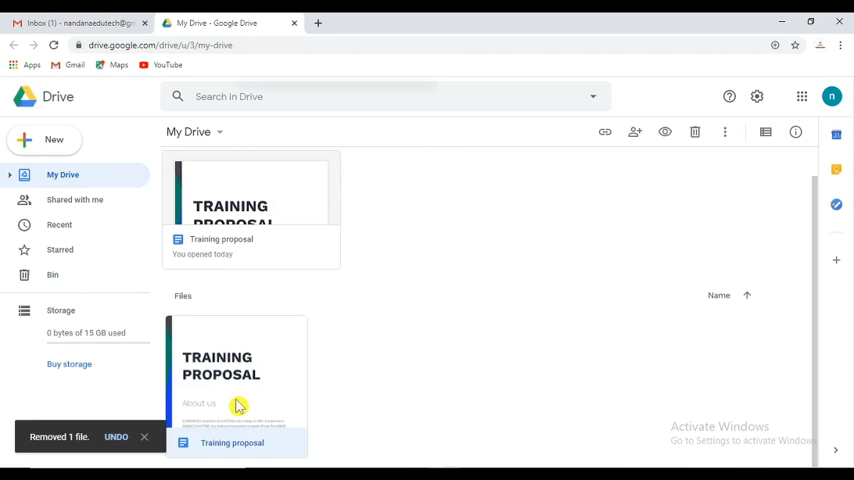 Inbox (1) - nandanaedutech@gm
My Drive - Google Drive
drive.google.com/drive/u/3/my-drive
Apps
Gmail
Maps
YouTube
Drive
Search in Drive
n
New
My Drive
My Drive
Shared with me
Recent
Starred
Bin
Storage
0 bytes of 15 GB used
Buy storage
TRAINING
PROPOSAL
Training proposal
You opened today
Files
Name
TRAINING
PROPOSAL
About us
Training proposal
Removed 1 file.
UNDO
Activate Windows
Go to Settings to activate Windows
31